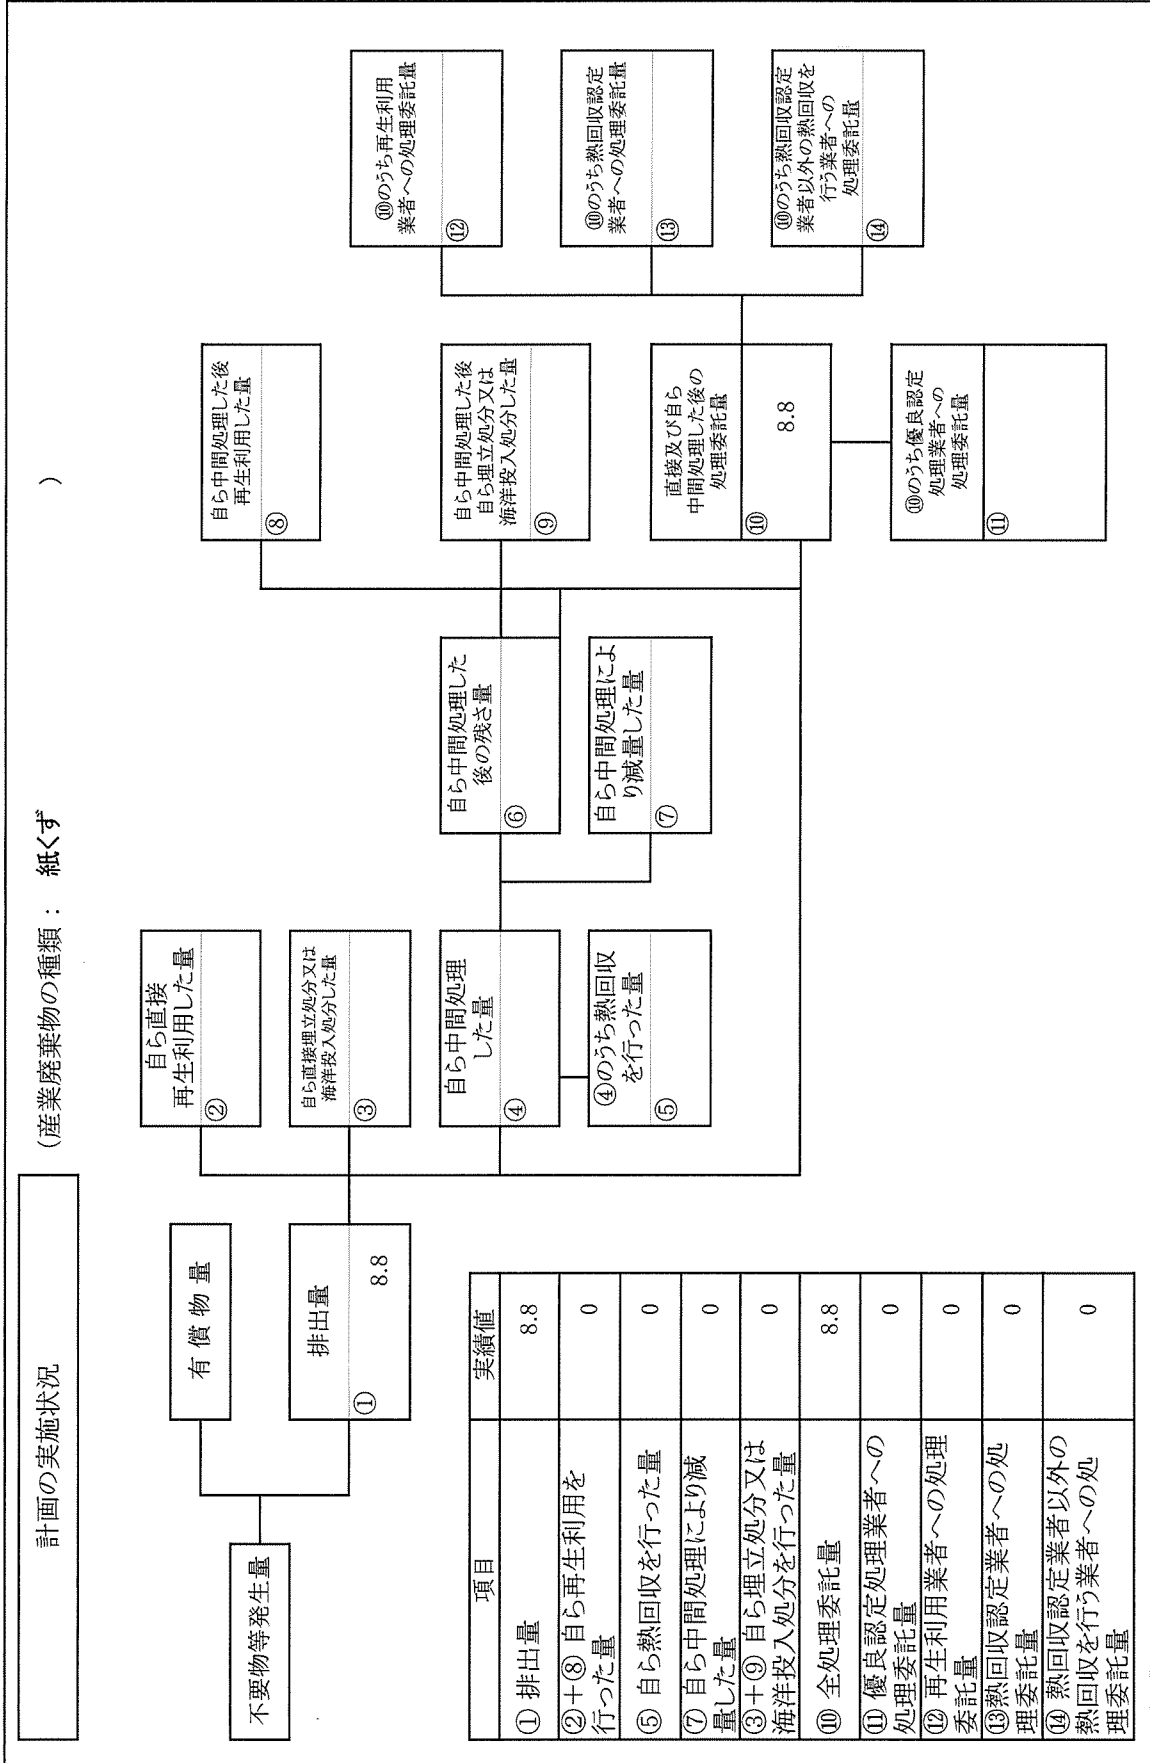 計画の実施状況
(産業廃棄物の種類： 紙くず )
不要物等発生量
有 償 物 量
排出量
①
8.8
自ら直接
再生利用した量
②
自ら直接埋立処分又は
海洋投入処分した量
③
自ら中間処理
した量
④
④のうち熱回収
を行った量
⑤
自ら中間処理した
後の残さ量
⑥
自ら中間処理によ
り減量した量
⑦
自ら中間処理した後
再生利用した量
⑧
自ら中間処理した後
自ら埋立処分又は
海洋投入処分した量
⑨
直接及び自ら
中間処理した後の
処理委託量
⑩
8.8
⑩のうち優良認定
処理業者への
処理委託量
⑪
⑩のうち再生利用
業者への処理委託量
⑫
⑩のうち熱回収認定
業者への処理委託量
⑬
⑩のうち熱回収認定
業者以外の熱回収を
行う業者への
処理委託量
⑭
項目 実績値
① 排出量 8.8
②+⑧ 自ら再生利用を
行った量 0
⑤ 自ら熱回収を行った量 0
⑦ 自ら中間処理により減
量した量 0
③+⑨ 自ら埋立処分又は
海洋投入処分を行った量 0
⑩ 全処理委託量 8.8
⑪ 優良認定処理業者への
処理委託量 0
⑫ 再生利用業者への処理
委託量 0
⑬熱回収認定業者への処
理委託量 0
⑭ 熱回収認定業者以外の
熱回収を行う業者への処
理委託量 0